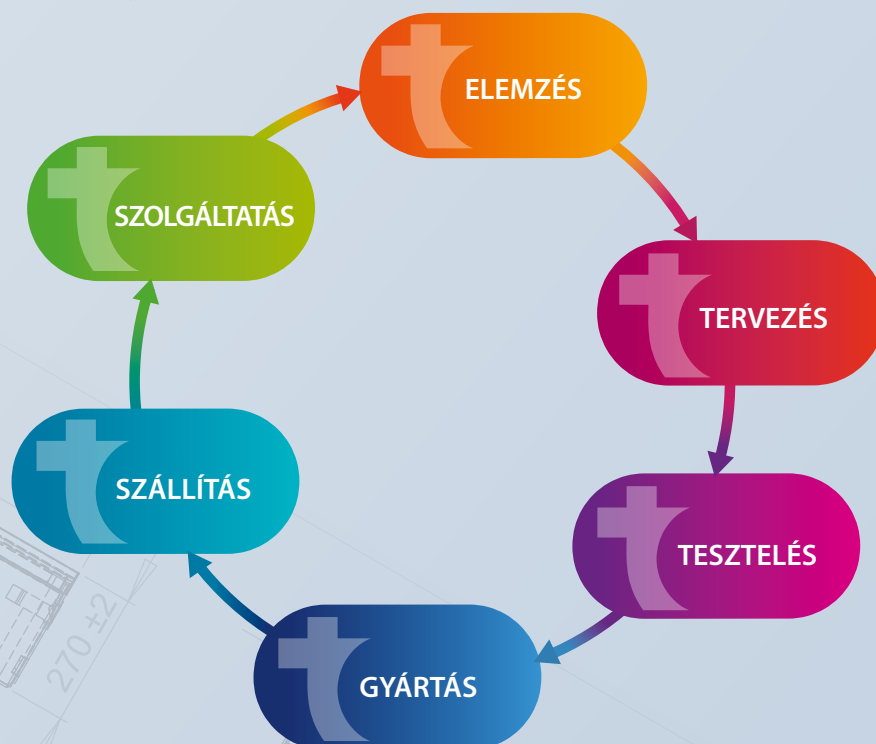 ELEMZÉS
TERVEZÉS
TESZTELÉS
GYÁRTÁS
SZÁLLÍTÁS
SZOLGÁLTATÁS
270 ±2